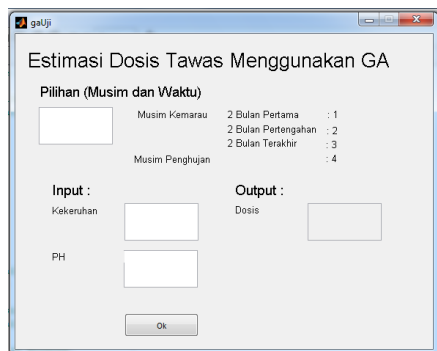 gaUji
Estimasi Dosis Tawas Menggunakan GA
Pilihan (Musim dan Waktu)
Musim Kemarau 2 Bulan Pertama : 1
2 Bulan Pertengahan : 2
2 Bulan Terakhir : 3
Musim Penghujan : 4
Input : Output :
Kekeruhan Dosis
PH
Ok